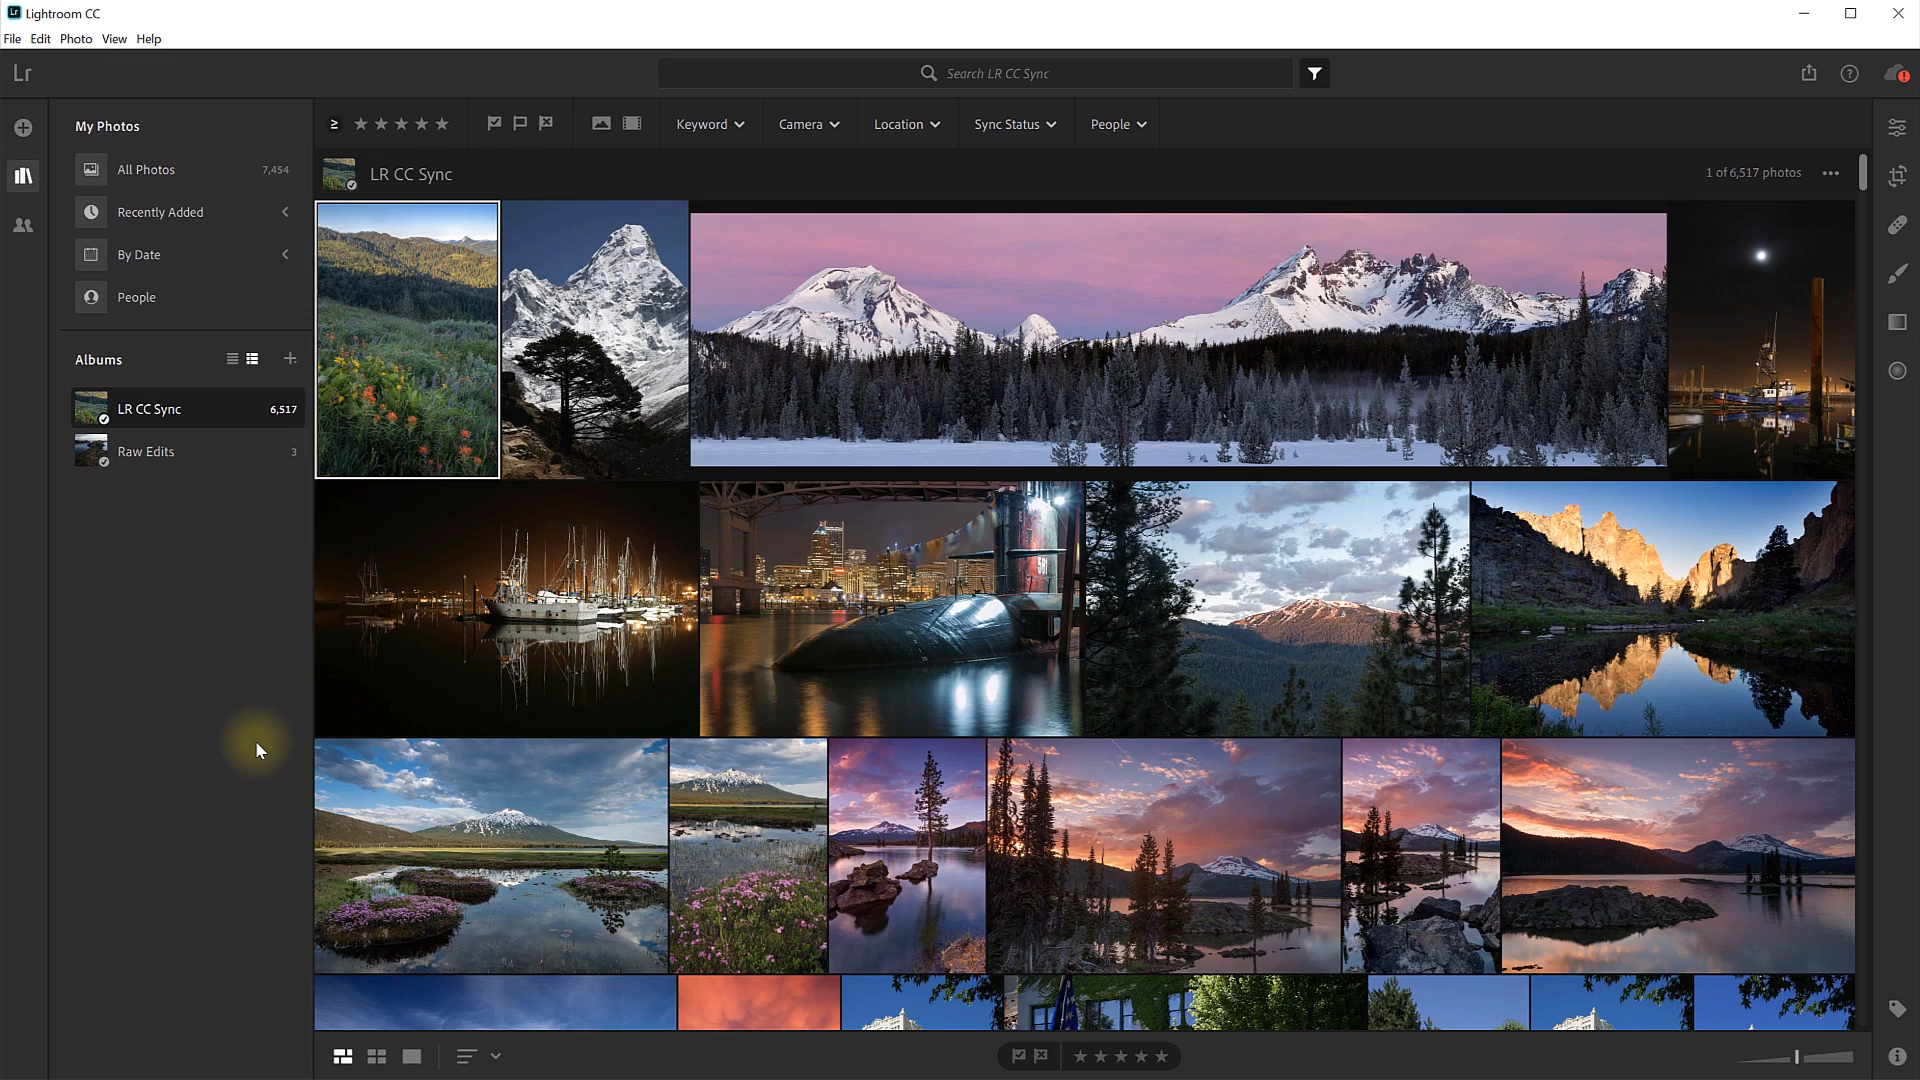 Lr Lightroom CC
File Edit Photo View Help
Lr
Search LR CC Sync
My Photos
≥
Keyword
Camera
Location
Sync Status
People
All Photos 7,454
LR CC Sync
1 of 6,517 photos
Recently Added
By Date
People
Albums
LR CC Sync 6,517
Raw Edits 3
581